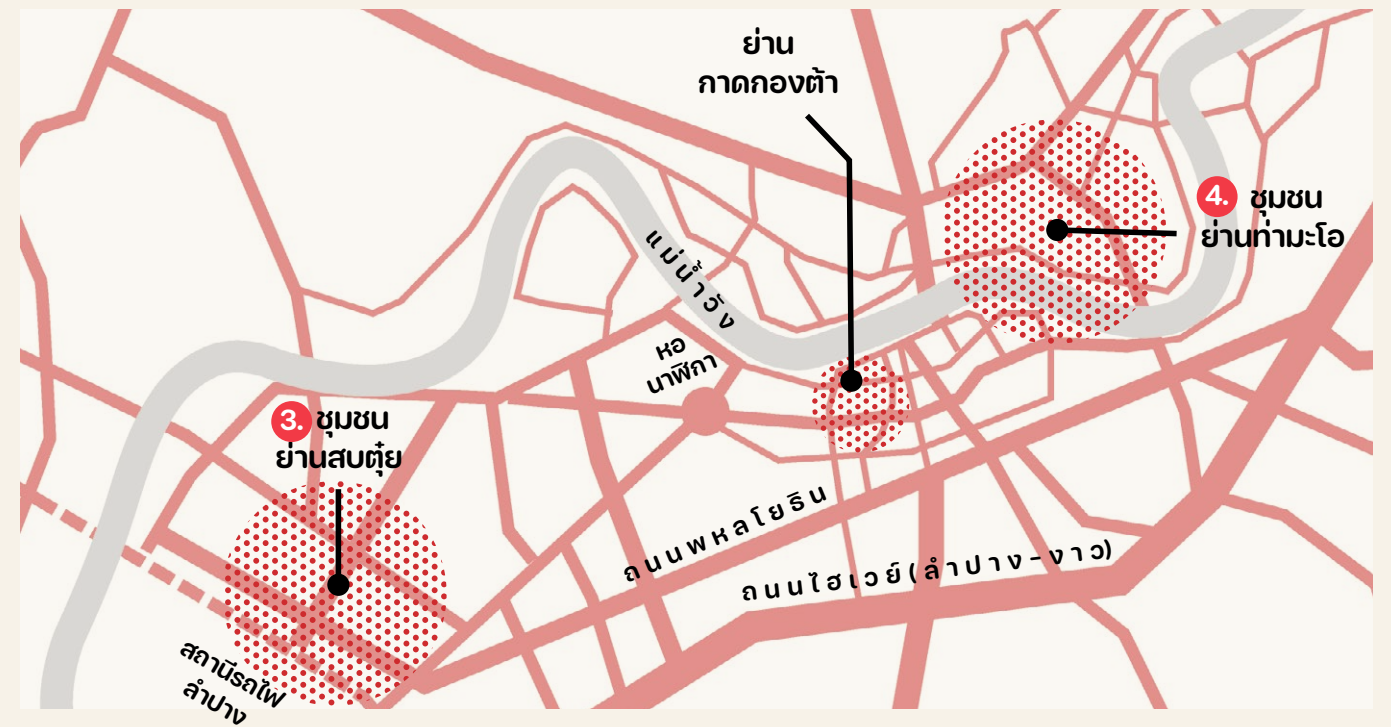 ย่าน
กาดกองต้า
4. ชุมชน
ย่านท่ามะโอ
แม่น้ำวัง
หอ
นาฬิกา
3. ชุมชน
ย่านสบตุ๋ย
ถนนพหลโยธิน
ถนนไฮเวย์(ลำปาง-งาว)
สถานีรถไฟ
ลำปาง